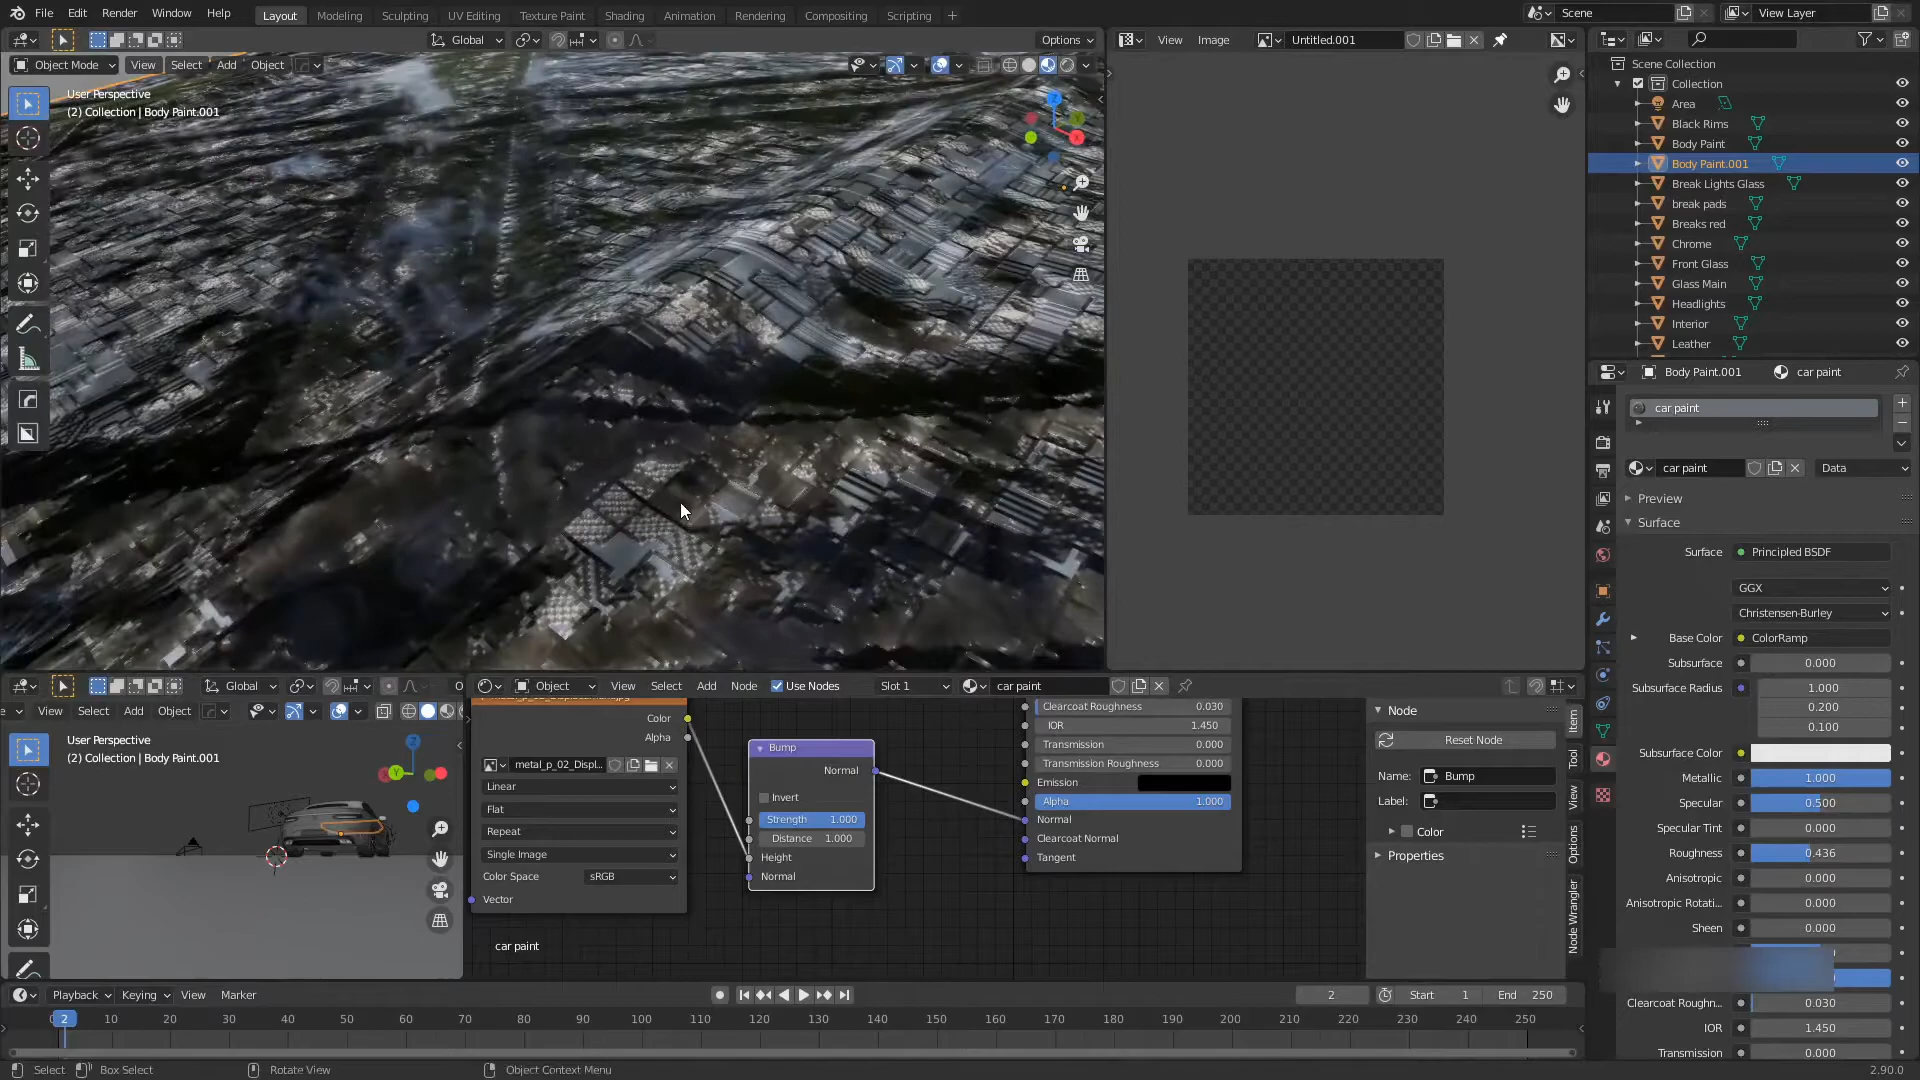 File Edit Render Window Help Layout Modeling Sculpting UV Editing Texture Paint Shading Animation Rendering Compositing Scripting + Scene View Layer
Global Options View Image Untitled.001
Object Mode View Select Add Object
User Perspective
(2) Collection | Body Paint.001
Scene Collection
Collection
Area
Black Rims
Body Paint
Body Paint.001
Break Lights Glass
break pads
Breaks red
Chrome
Front Glass
Glass Main
Headlights
Interior
Leather
Body Paint.001 car paint
car paint
car paint Data
Preview
Surface
Surface Principled BSDF
GGX
Christensen-Burley
Base Color ColorRamp
Subsurface 0.000
Subsurface Radius 1.000
0.200
0.100
Subsurface Color
Metallic 1.000
Specular 0.500
Specular Tint 0.000
Roughness 0.436
Anisotropic 0.000
Anisotropic Rotati... 0.000
Sheen 0.000
Clearcoat Roughn... 0.030
IOR 1.450
Transmission 0.000
Global
View Select Add Object
User Perspective
(2) Collection | Body Paint.001
Object View Select Add Node Use Nodes Slot 1 car paint
Color
Alpha
metal_p_02_Displ...
Linear
Flat
Repeat
Single Image
Color Space sRGB
Vector
car paint
Bump
Normal
Invert
Strength 1.000
Distance 1.000
Height
Normal
Clearcoat Roughness 0.030
IOR 1.450
Transmission 0.000
Transmission Roughness 0.000
Emission
Alpha 1.000
Normal
Clearcoat Normal
Tangent
Node
Reset Node
Name: Bump
Label:
Color
Properties
Item
Tool
View
Options
Node Wrangler
Playback Keying View Marker 2 Start 1 End 250
2 10 20 30 40 50 60 70 80 90 100 110 120 130 140 150 160 170 180 190 200 210 220 230 240 250
Select Box Select Rotate View Object Context Menu 2.90.0